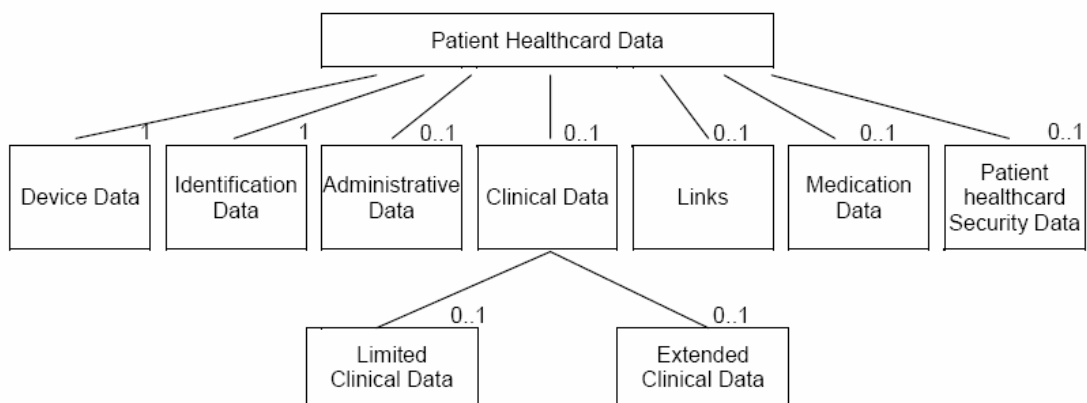 Patient Healthcard Data
1
1
0..1
0..1
0..1
0..1
0..1
Device Data
Identification
Data
Administrative
Data
Clinical Data
Links
Medication
Data
Patient
healthcard
Security Data
0..1
0..1
Limited
Clinical Data
Extended
Clinical Data